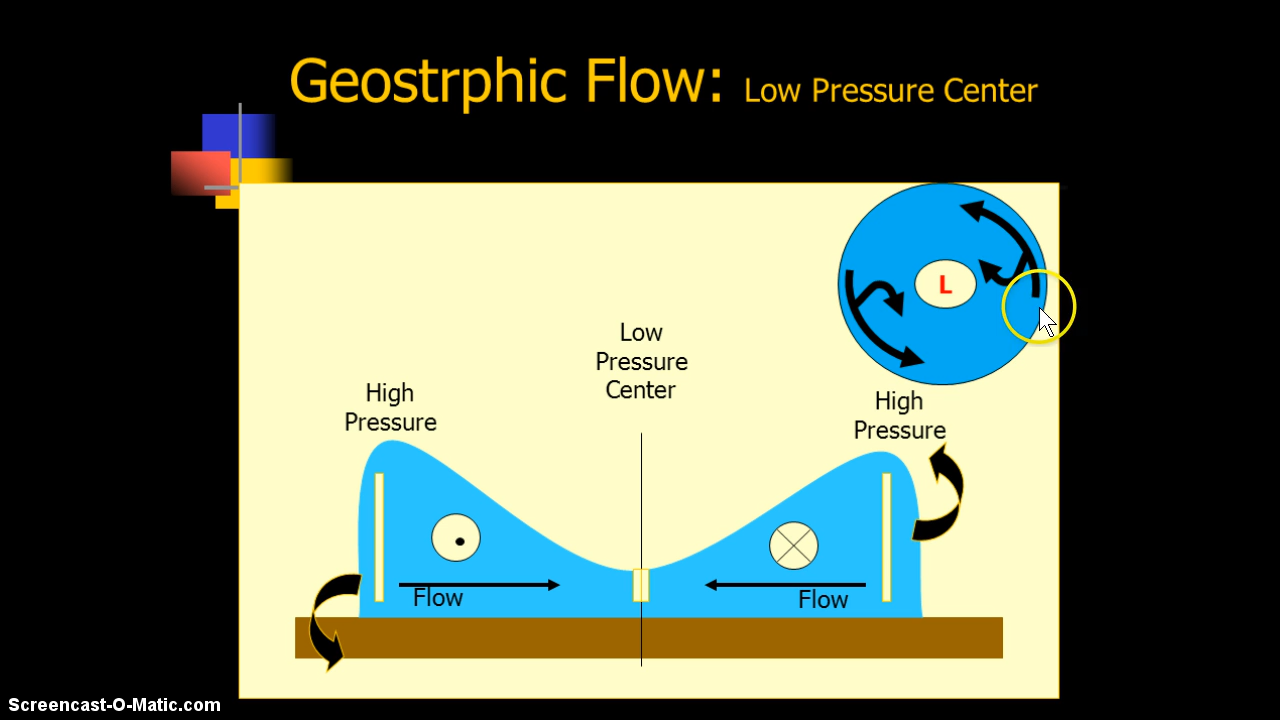 Geostrphic Flow: Low Pressure Center
L
Low
Pressure
Center
High
Pressure
High
Pressure
Flow
Flow
Screencast-O-Matic.com